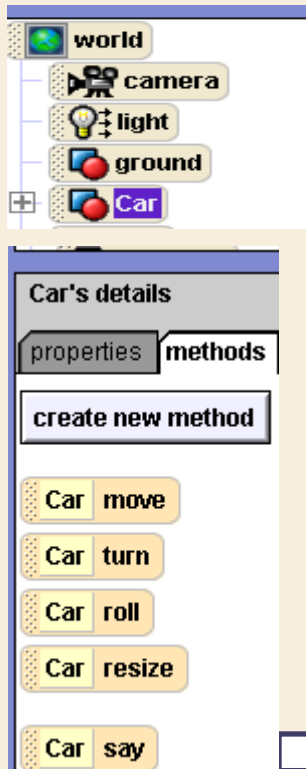 world
camera
light
ground
Car
Car's details
properties methods
create new method
Car move
Car turn
Car roll
Car resize
Car say